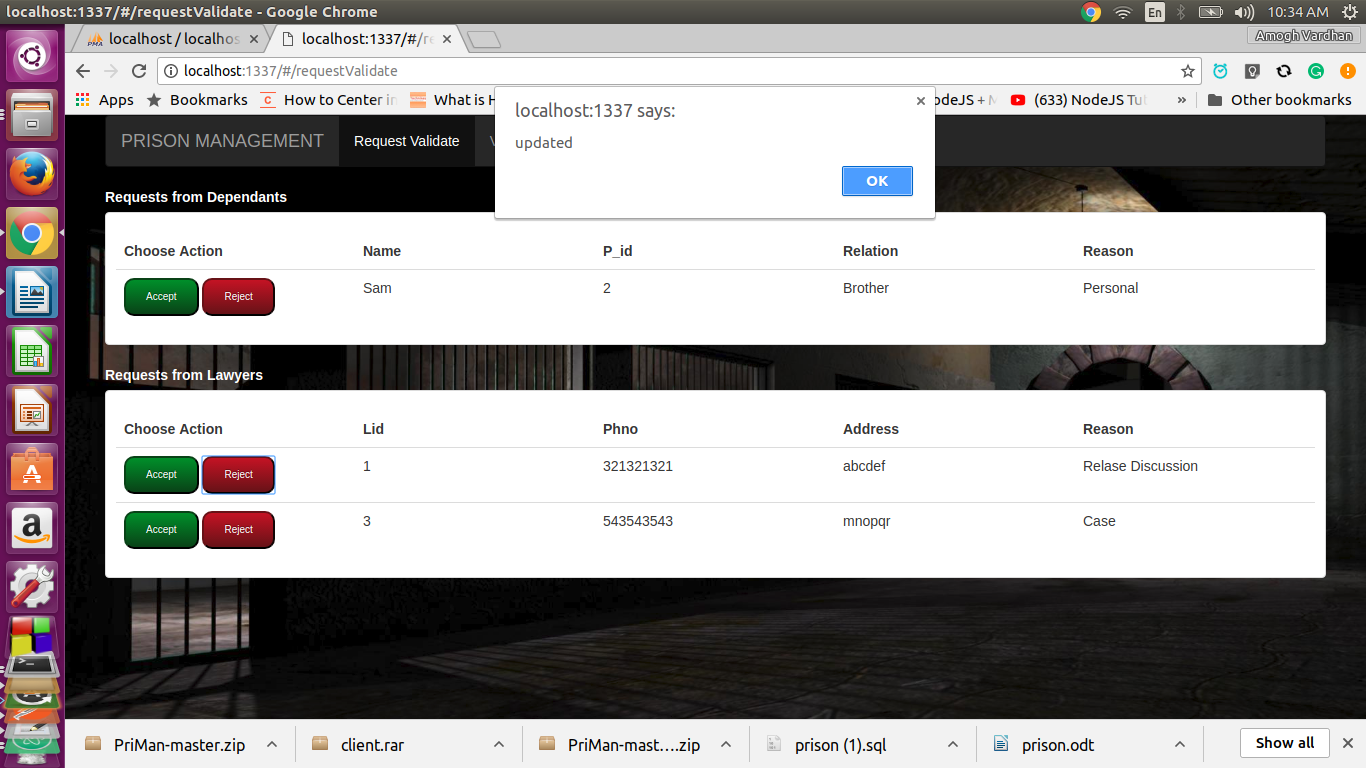 localhost:1337/#/requestValidate - Google Chrome
En
10:34 AM
localhost / localhos
localhost:1337/#/re
Amogh Vardhan
localhost:1337/#/requestValidate
Apps
Bookmarks
How to Center in
What is H
odeJS + M
(633) NodeJS Tut
»
Other bookmarks
localhost:1337 says:
updated
OK
PRISON MANAGEMENT
Request Validate
Requests from Dependants
Choose Action Name P_id Relation Reason
Accept Reject Sam 2 Brother Personal
Requests from Lawyers
Choose Action Lid Phno Address Reason
Accept Reject 1 321321321 abcdef Relase Discussion
Accept Reject 3 543543543 mnopqr Case
PriMan-master.zip
client.rar
PriMan-mast....zip
prison (1).sql
prison.odt
Show all